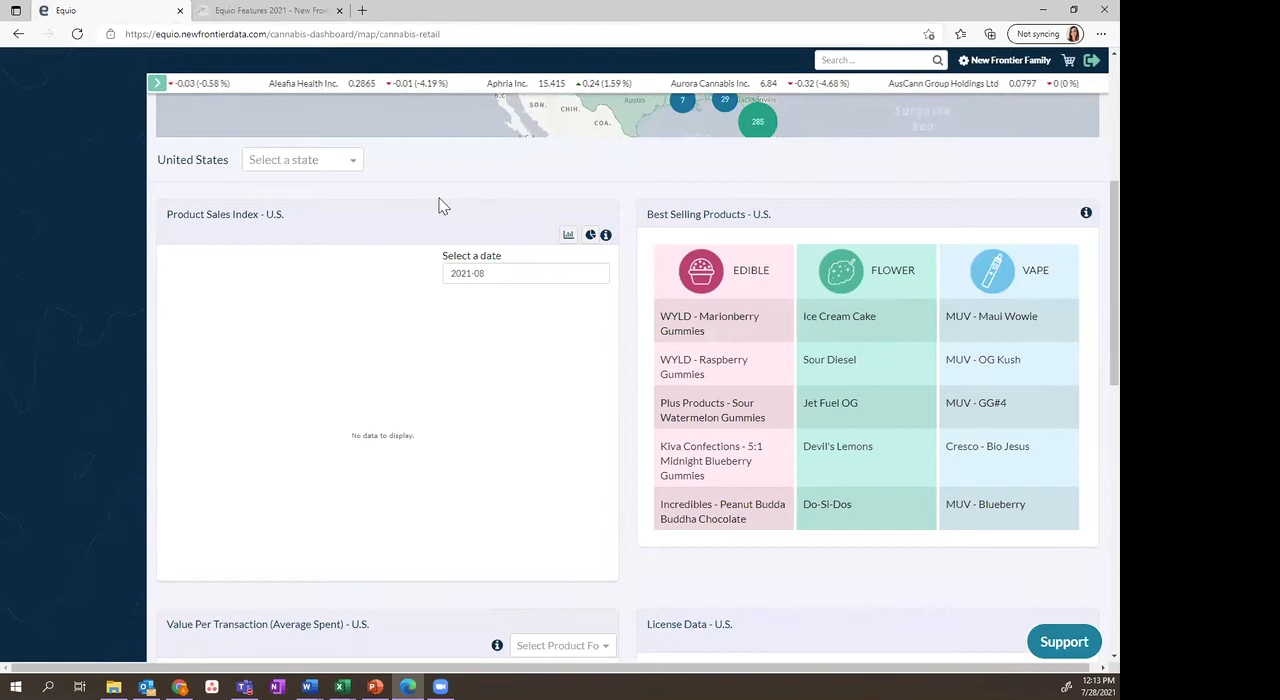 Equio
Equio Features 2021 - New Fron
https://equio.newfrontierdata.com/cannabis-dashboard/map/cannabis-retail
Not syncing
Search ...
New Frontier Family
-0.03 (-0.58 %) Aleafia Health Inc. 0.2865 -0.01 (-4.19 %) Aphria Inc. 15.415 0.24 (1.59 %) Aurora Cannabis Inc. 6.84 -0.32 (-4.68 %) AusCann Group Holdings Ltd 0.0797 0 (0 %)
SON. CHIH. COA.
Austin
7
29
Jacksonville
285
Sargasso
Sea
United States
Select a state
Product Sales Index - U.S.
Select a date
2021-08
No data to display.
Best Selling Products - U.S.
EDIBLE FLOWER VAPE
WYLD - Marionberry
Gummies
Ice Cream Cake
MUV - Maui Wowie
WYLD - Raspberry
Gummies
Sour Diesel
MUV - OG Kush
Plus Products - Sour
Watermelon Gummies
Jet Fuel OG
MUV - GG#4
Kiva Confections - 5:1
Midnight Blueberry
Gummies
Devil's Lemons
Cresco - Bio Jesus
Incredibles - Peanut Budda
Buddha Chocolate
Do-Si-Dos
MUV - Blueberry
Value Per Transaction (Average Spent) - U.S.
Select Product Fo
License Data - U.S.
Support
12:13 PM
7/28/2021